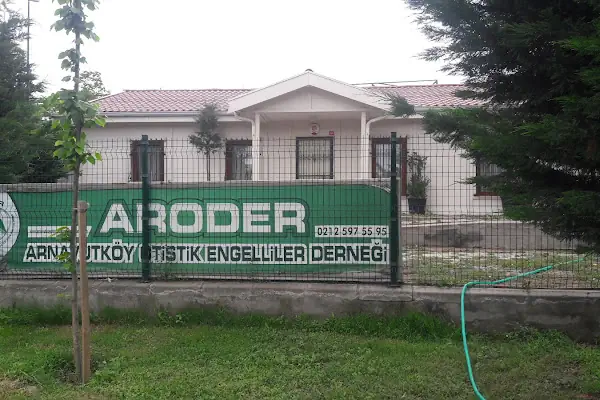 ARODER
0212 597 55 95
ARNAVUTKÖY OTİSTİK ENGELLİLER DERNEĞİ